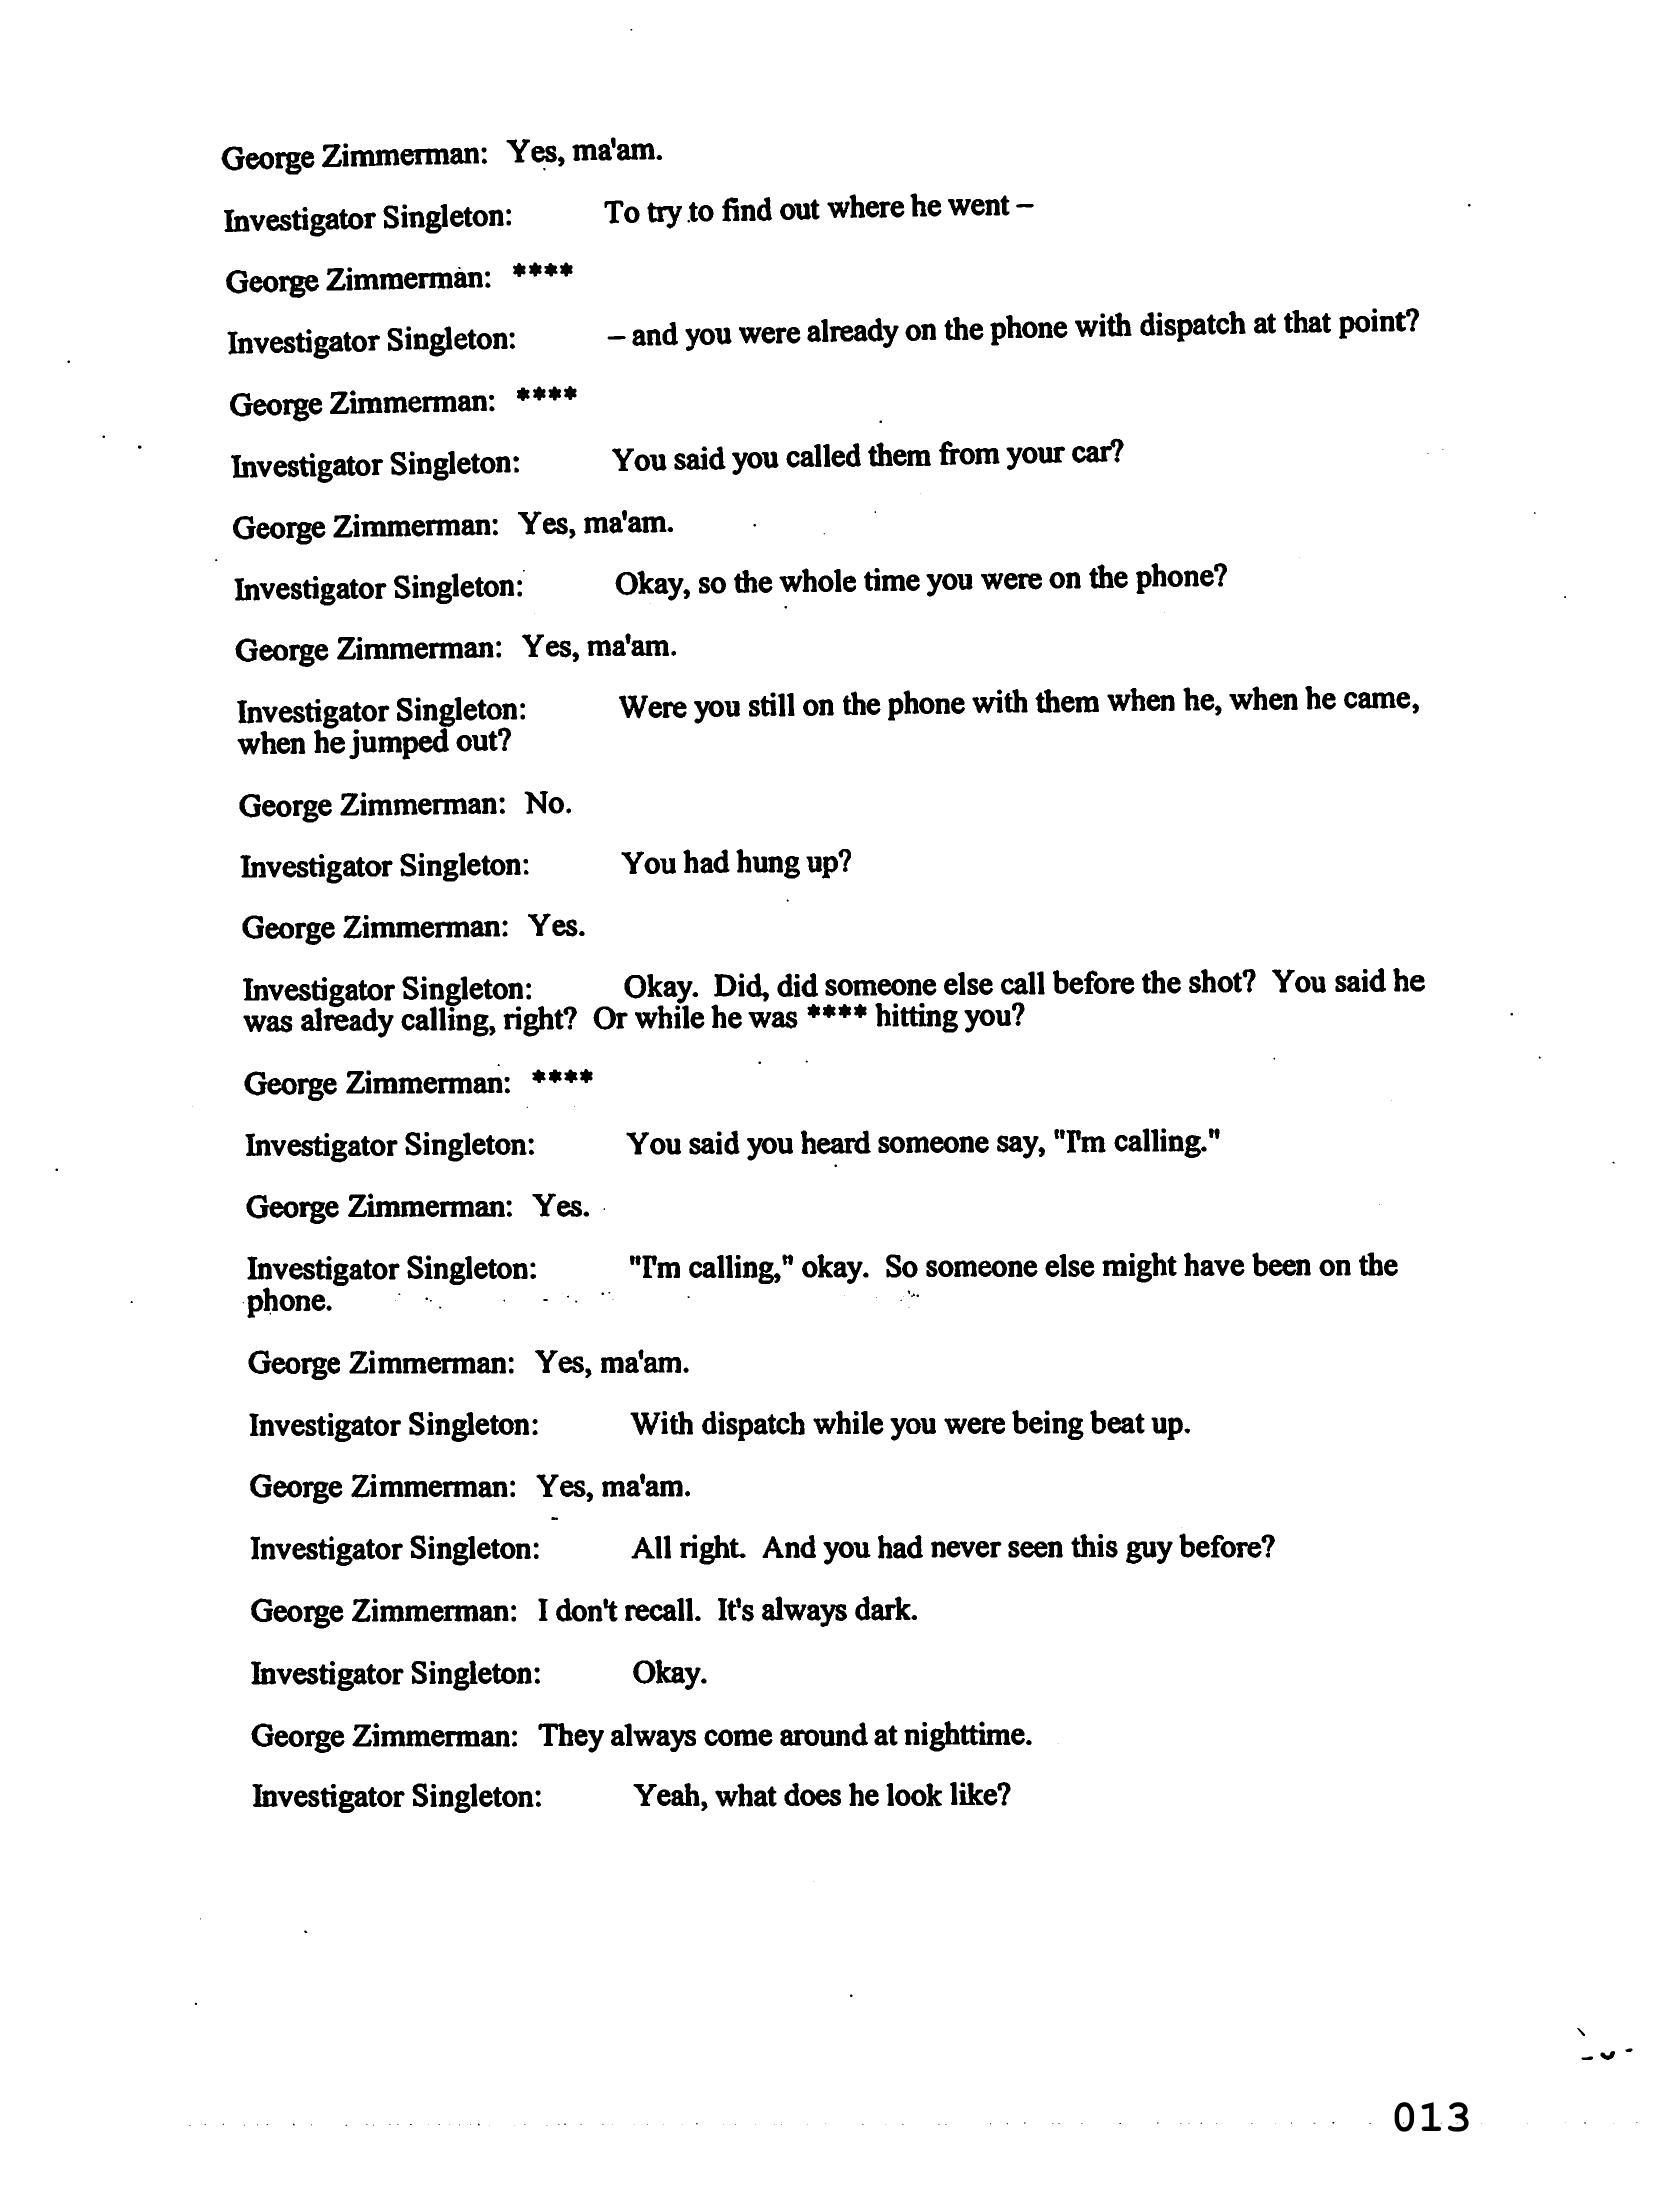 George Zimmerman: Yes, ma'am.
Investigator Singleton: To try to find out where he went –
George Zimmerman: ****
Investigator Singleton: – and you were already on the phone with dispatch at that point?
George Zimmerman: ****
Investigator Singleton: You said you called them from your car?
George Zimmerman: Yes, ma'am.
Investigator Singleton: Okay, so the whole time you were on the phone?
George Zimmerman: Yes, ma'am.
Investigator Singleton: Were you still on the phone with them when he, when he came,
when he jumped out?
George Zimmerman: No.
Investigator Singleton: You had hung up?
George Zimmerman: Yes.
Investigator Singleton: Okay. Did, did someone else call before the shot? You said he
was already calling, right? Or while he was **** hitting you?
George Zimmerman: ****
Investigator Singleton: You said you heard someone say, "I'm calling."
George Zimmerman: Yes.
Investigator Singleton: "I'm calling," okay. So someone else might have been on the
phone.
George Zimmerman: Yes, ma'am.
Investigator Singleton: With dispatch while you were being beat up.
George Zimmerman: Yes, ma'am.
Investigator Singleton: All right. And you had never seen this guy before?
George Zimmerman: I don't recall. It's always dark.
Investigator Singleton: Okay.
George Zimmerman: They always come around at nighttime.
Investigator Singleton: Yeah, what does he look like?
013